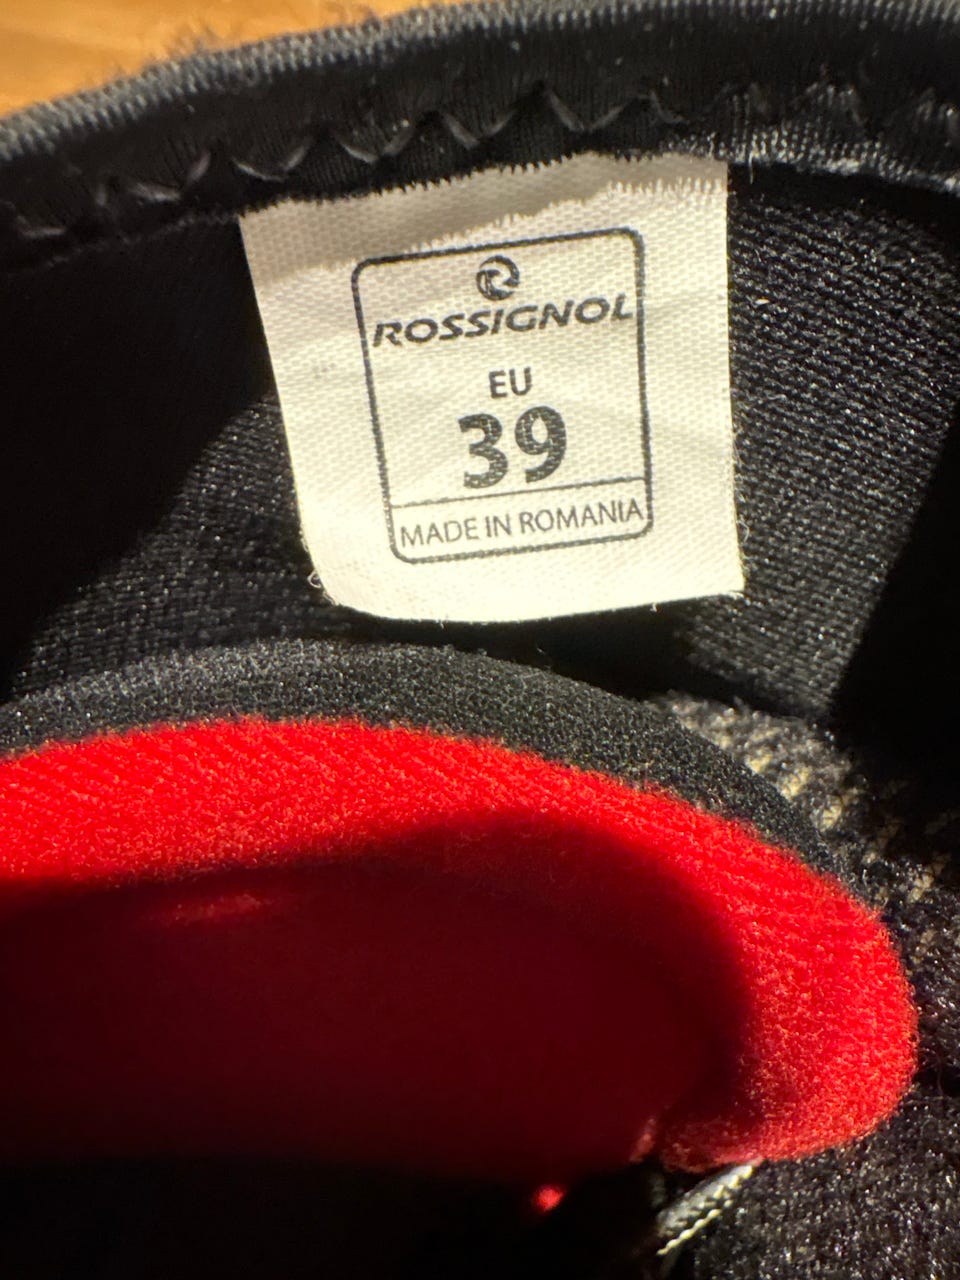 ROSSIGNOL
EU
39
MADE IN ROMANIA